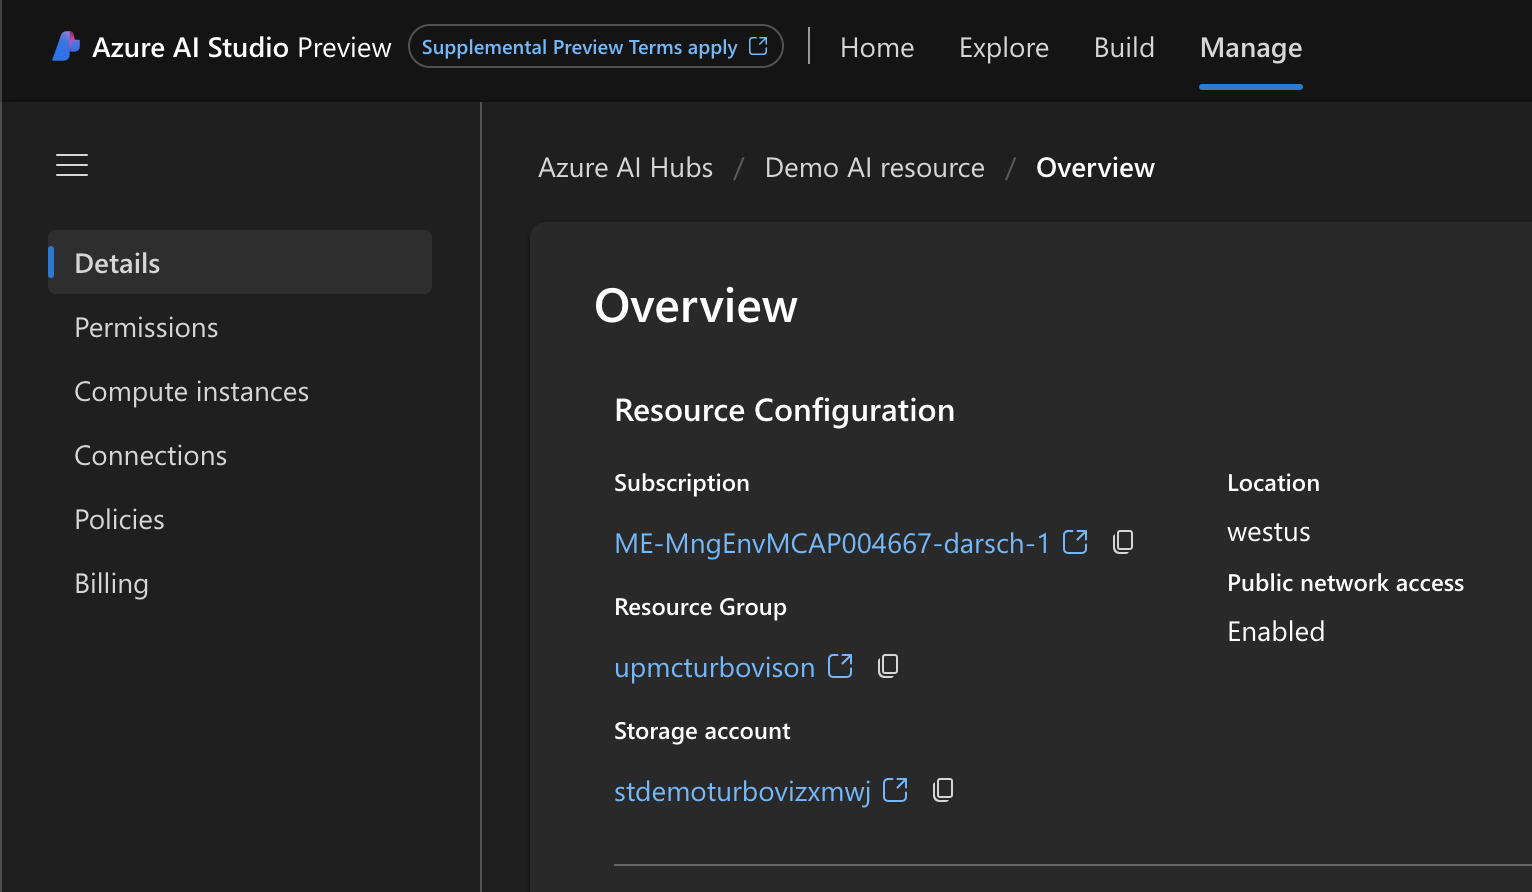 Azure AI Studio Preview Supplemental Preview Terms apply Home Explore Build Manage
Azure AI Hubs / Demo AI resource / Overview
Details
Permissions
Compute instances
Connections
Policies
Billing
Overview
Resource Configuration
Subscription
ME-MngEnvMCAP004667-darsch-1
Resource Group
upmcturbovison
Storage account
stdemoturbovizxmwj
Location
westus
Public network access
Enabled